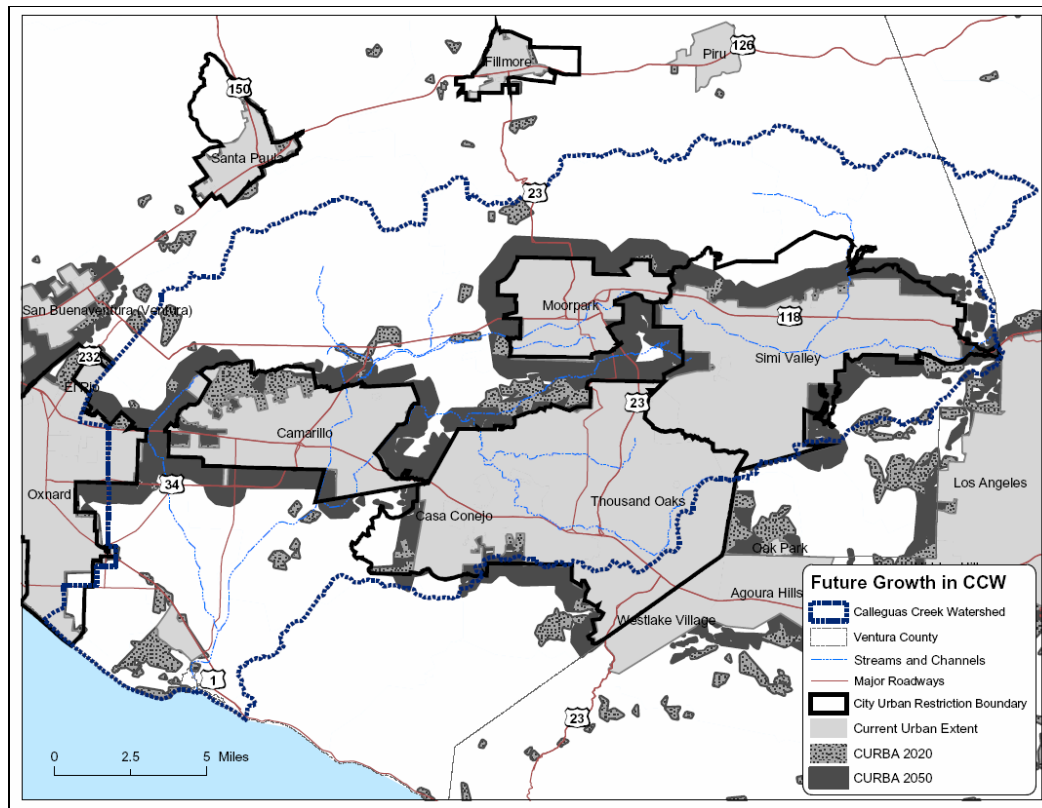 126
Piru
Fillmore
150
Santa Paula
23
San Buenaventura (Ventura)
Moorpark
118
Simi Valley
232
El Rio
23
Camarillo
34
Oxnard
Los Angeles
Thousand Oaks
Casa Conejo
Oak Park
Agoura Hills
Westlake Village
1
23
0 2.5 5 Miles
Future Growth in CCW
Calleguas Creek Watershed
Ventura County
Streams and Channels
Major Roadways
City Urban Restriction Boundary
Current Urban Extent
CURBA 2020
CURBA 2050